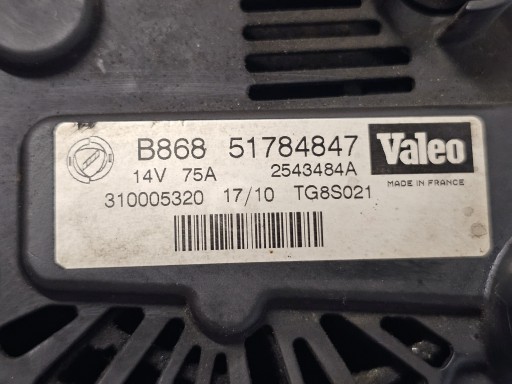 B868 51784847 Valeo
14V 75A 2543484A MADE IN FRANCE
310005320 17/10 TG8S021